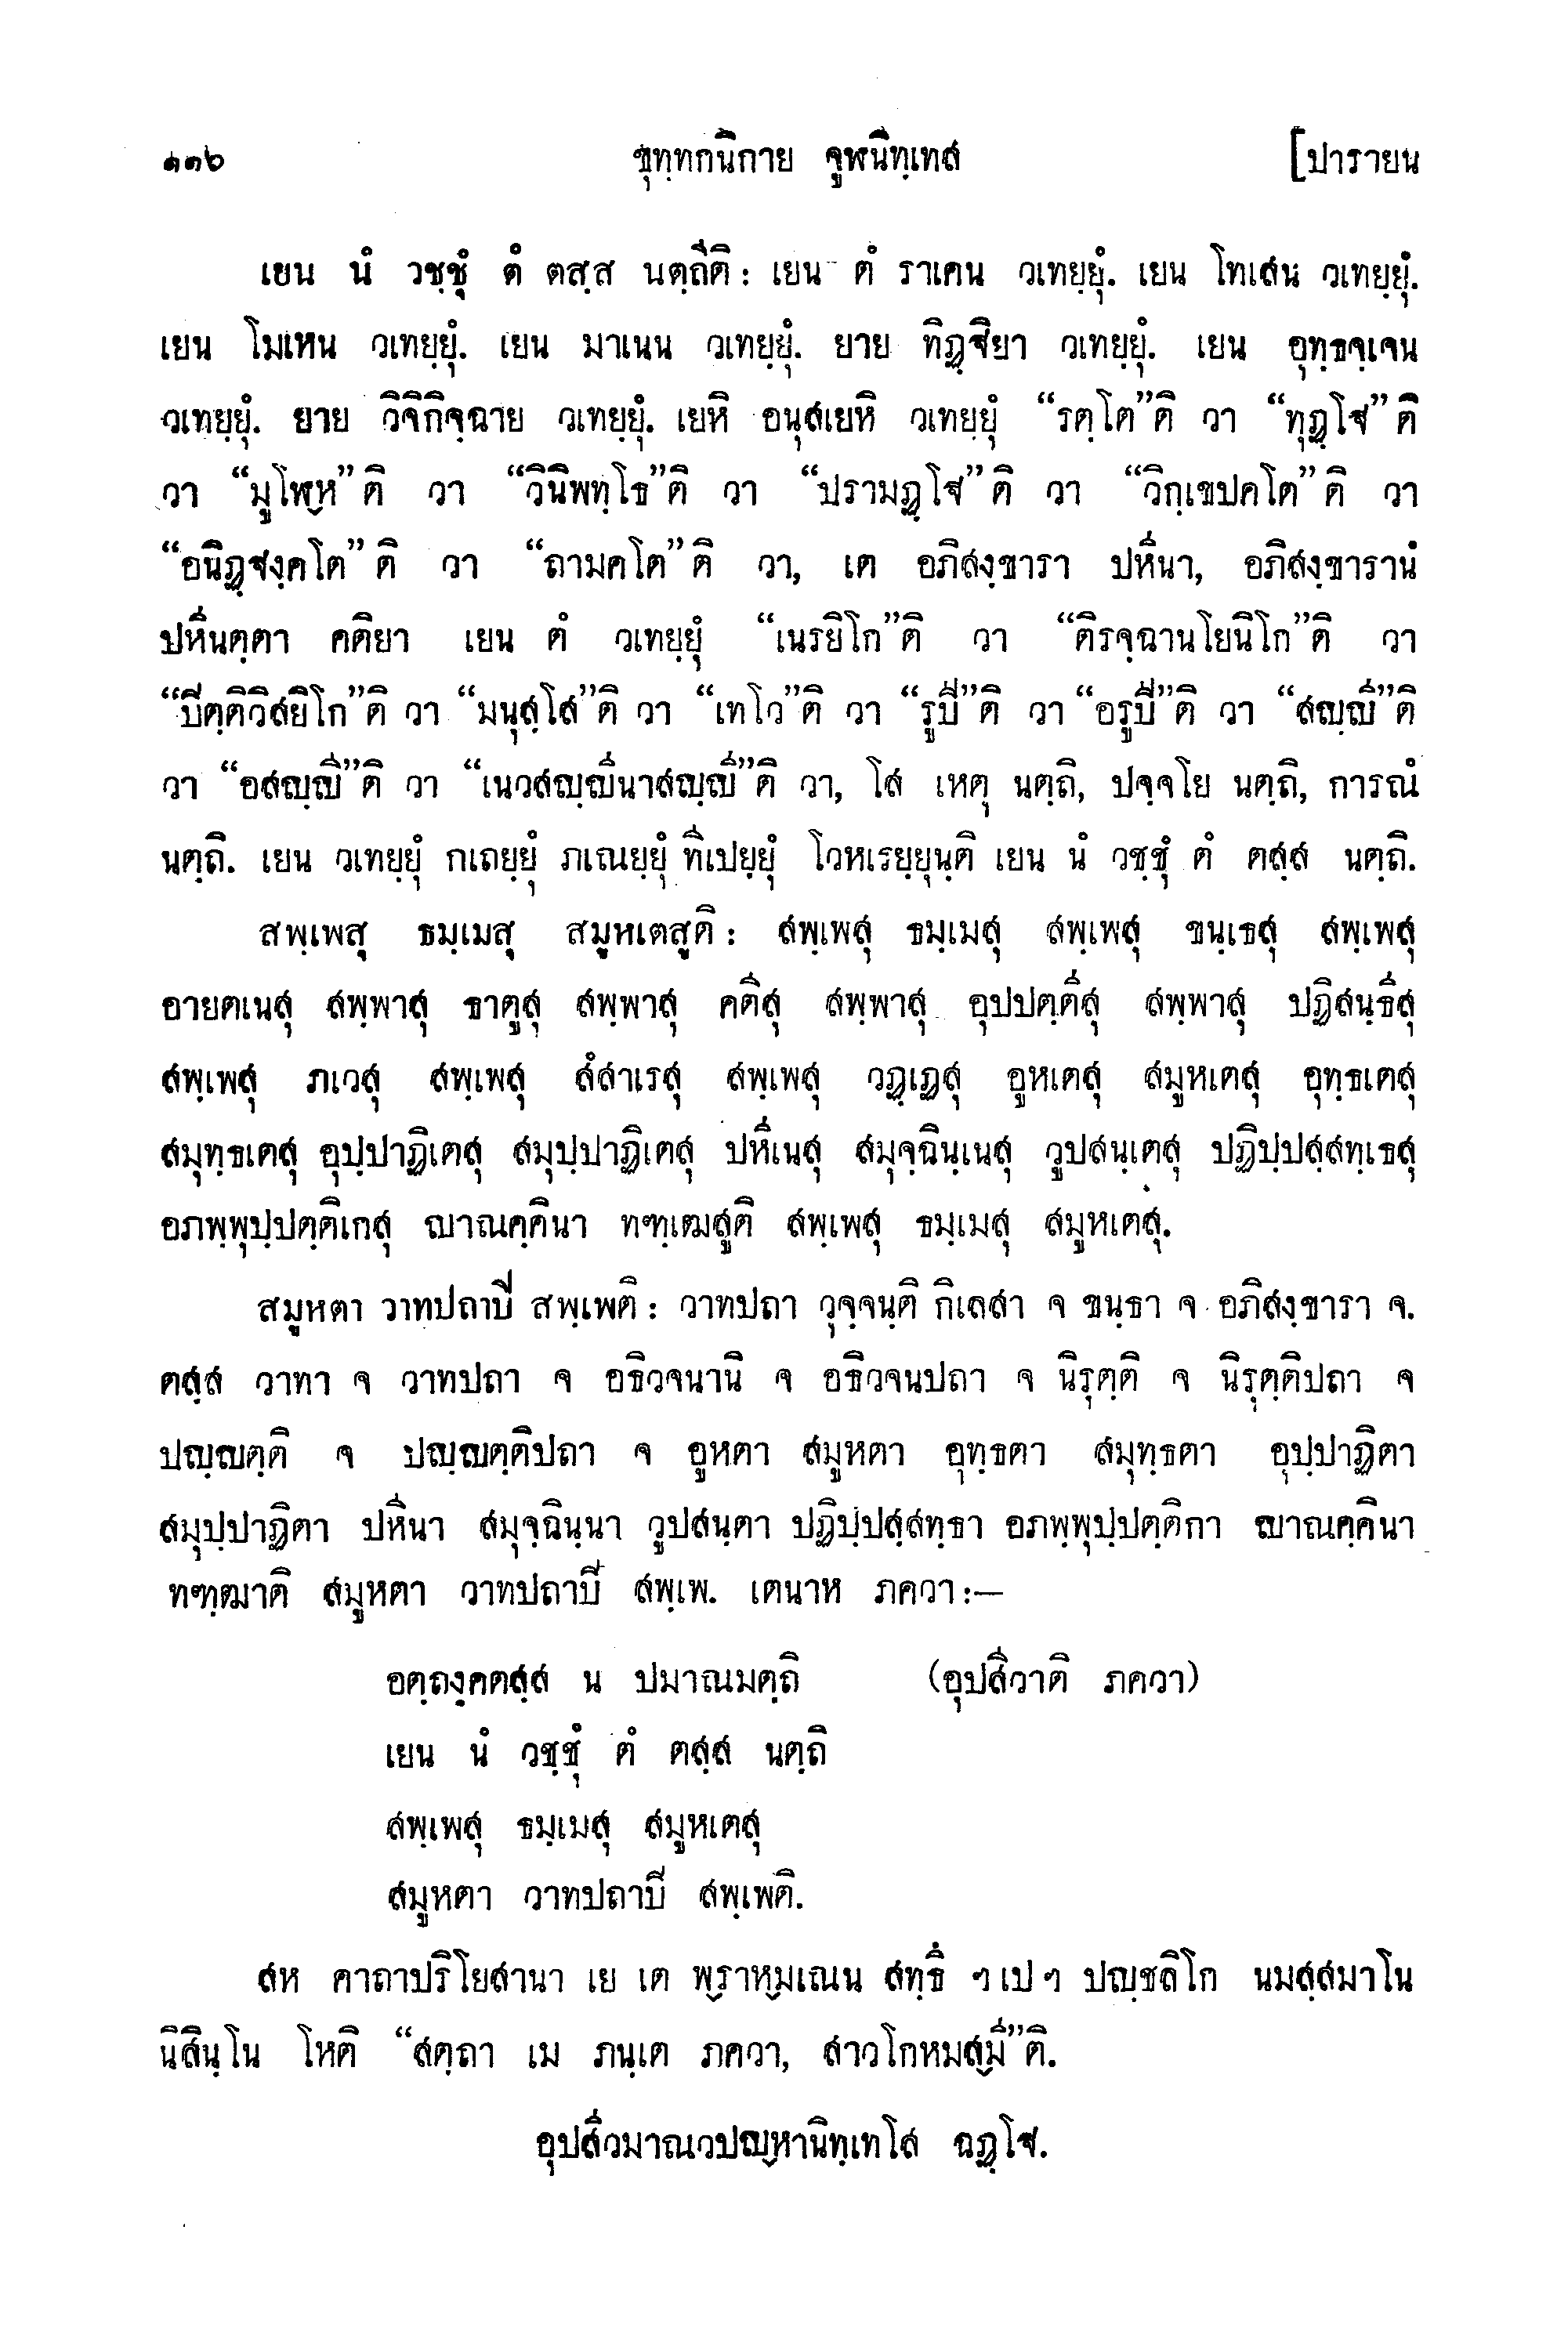 ๑๑๖ ขุทฺทกนิกาย จูฬนิทฺเทส [ปารายน
เยน นํ วชฺชุํ ตํ ตสฺส นตฺถีติ: เยน ตํ ราเคน วเทยฺยุํ. เยน โทเสน วเทยฺยุํ.
เยน โมเหน วเทยฺยุํ. เยน มาเนน วเทยฺยุํ. ยาย ทิฏฺฐิยา วเทยฺยุํ. เยน อุทฺธจฺเจน
วเทยฺยุํ. ยาย วิจิกิจฺฉาย วเทยฺยุํ. เยหิ อนุสเยหิ วเทยฺยุํ “รตฺโต”ติ วา “ทุฏฺโฐ”ติ
วา “มูโฬฺห”ติ วา “วินิพทฺโธ”ติ วา “ปรามฏฺโฐ”ติ วา “วิกฺเขปคโต”ติ วา
“อนิฏฺฐงฺคโต”ติ วา “ถามคโต”ติ วา, เต อภิสงฺขารา ปหีนา, อภิสงฺขารานํ
ปหีนตฺตา คติยา เยน ตํ วเทยฺยุํ “เนรยิโก”ติ วา “ติรจฺฉานโยนิโก”ติ วา
“ปิตฺติวิสยิโก”ติ วา “มนุสฺโส”ติ วา “เทโว”ติ วา “รูปี”ติ วา “อรูปี”ติ วา “สญฺญี”ติ
วา “อสญฺญี”ติ วา “เนวสญฺญีนาสญฺญี”ติ วา, โส เหตุ นตฺถิ, ปจฺจโย นตฺถิ, การณํ
นตฺถิ. เยน วเทยฺยุํ กเถยฺยุํ ภเณยฺยุํ ทีเปยฺยุํ โวหเรยฺยุนฺติ เยน นํ วชฺชุํ ตํ ตสฺส นตฺถิ.
สพฺเพสุ ธมฺเมสุ สมูหเตสูติ: สพฺเพสุ ธมฺเมสุ สพฺเพสุ ขนฺเธสุ สพฺเพสุ
อายตเนสุ สพฺพาสุ ธาตูสุ สพฺพาสุ คตีสุ สพฺพาสุ อุปปตฺตีสุ สพฺพาสุ ปฏิสนฺธีสุ
สพฺเพสุ ภเวสุ สพฺเพสุ สํสาเรสุ สพฺเพสุ วฏฺเฏสุ อูหเตสุ สมูหเตสุ อุทฺธเตสุ
สมุทฺธเตสุ อุปฺปาฏิเตสุ สมุปฺปาฏิเตสุ ปหีเนสุ สมุจฺฉินฺเนสุ วูปสนฺเตสุ ปฏิปฺปสฺสทฺเธสุ
อภพฺพุปฺปตฺติเกสุ ญาณคฺคินา ทฑฺเฒสูติ สพฺเพสุ ธมฺเมสุ สมูหเตสุ.
สมูหตา วาทปถาปิ สพฺเพติ: วาทปถา วุจฺจนฺติ กิเลสา จ ขนฺธา จ อภิสงฺขารา จ.
ตสฺส วาทา จ วาทปถา จ อธิวจนานิ จ อธิวจนปถา จ นิรุตฺติ จ นิรุตฺติปถา จ
ปญฺญตฺติ จ ปญฺญตฺติปถา จ อูหตา สมูหตา อุทฺธตา สมุทฺธตา อุปฺปาฏิตา
สมุปฺปาฏิตา ปหีนา สมุจฺฉินฺนา วูปสนฺตา ปฏิปฺปสฺสทฺธา อภพฺพุปฺปตฺติกา ญาณคฺคินา
ทฑฺฒาติ สมูหตา วาทปถาปิ สพฺเพ. เตนาห ภควา:—
อตฺถงฺคตสฺส น ปมาณมตฺถิ (อุปสีวาติ ภควา)
เยน นํ วชฺชุํ ตํ ตสฺส นตฺถิ
สพฺเพสุ ธมฺเมสุ สมูหเตสุ
สมูหตา วาทปถาปิ สพฺเพติ.
สห คาถาปริโยสานา เย เต พฺราหฺมเณน สทฺธึ ฯ เป ฯ ปญฺชลิโก นมสฺสมาโน
นิสินฺโน โหติ “สตฺถา เม ภนฺเต ภควา, สาวโกหมสฺมี”ติ.
อุปสีวมาณวปญฺหานิทฺเทโส ฉฏฺโฐ.